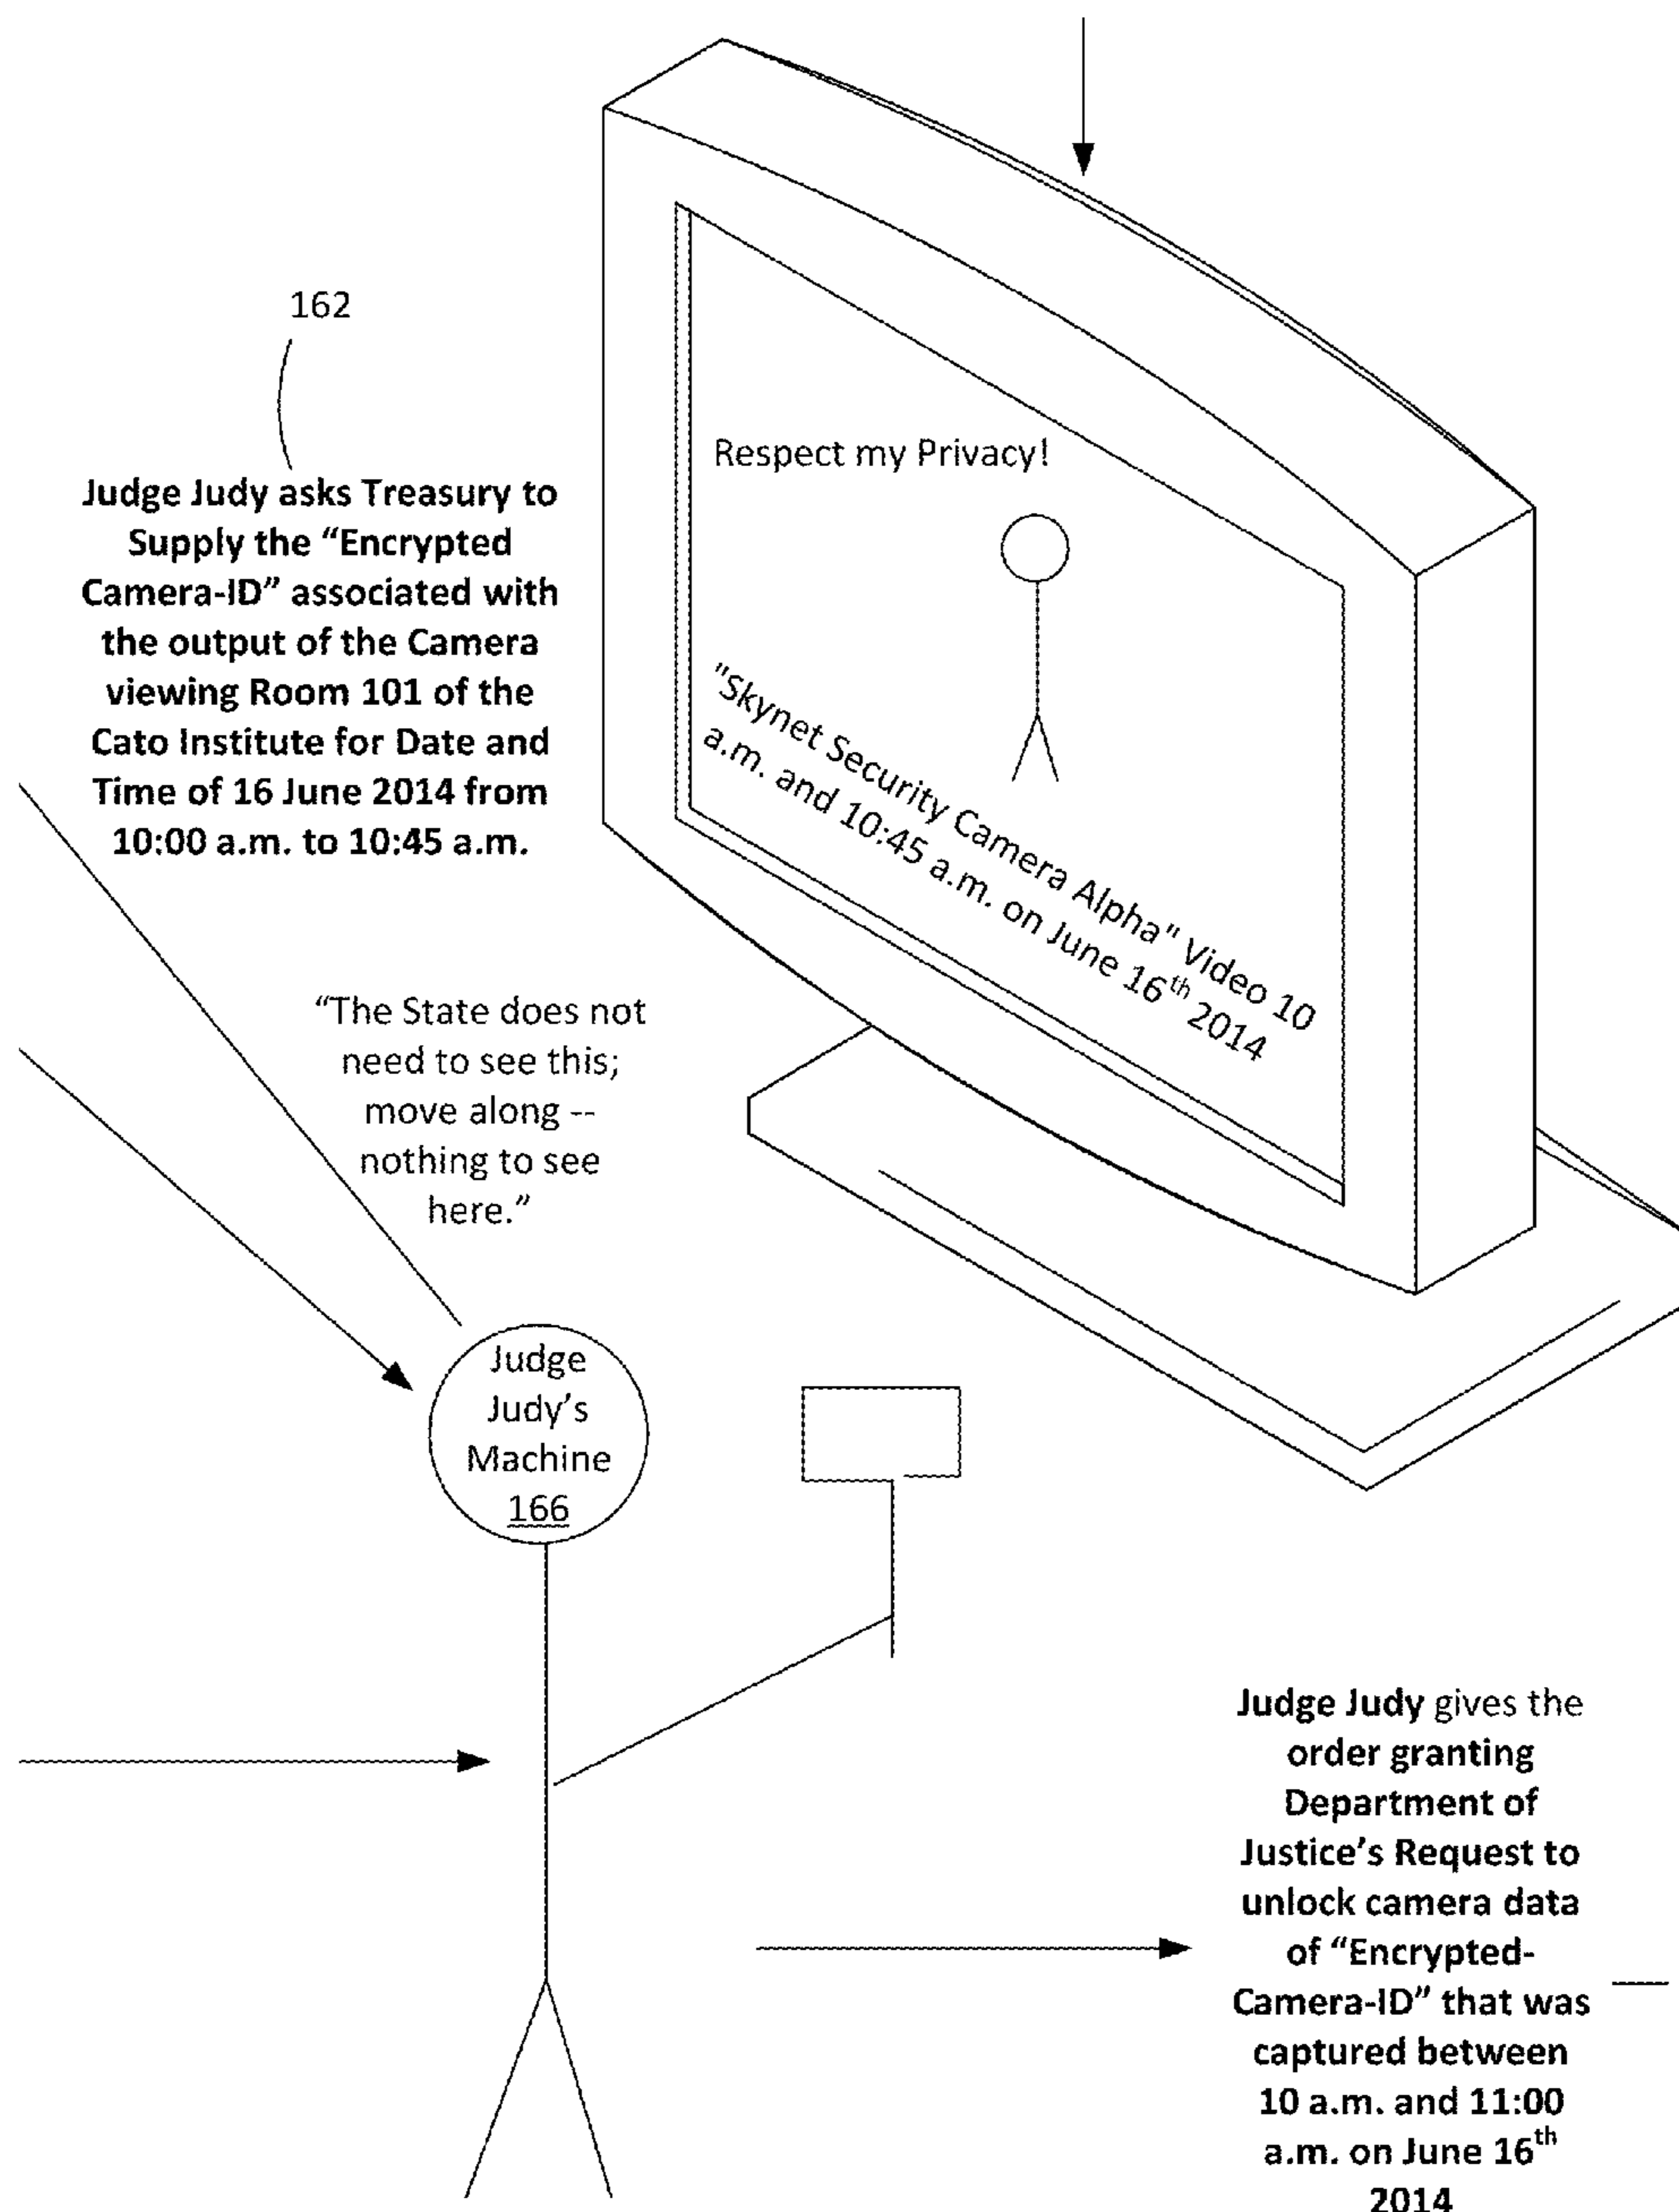 162
Judge Judy asks Treasury to
Supply the “Encrypted
Camera-ID” associated with
the output of the Camera
viewing Room 101 of the
Cato Institute for Date and
Time of 16 June 2014 from
10:00 a.m. to 10:45 a.m.
Respect my Privacy!
"Skynet Security Camera Alpha" Video 10
a.m. and 10:45 a.m. on June 16th 2014
“The State does not
need to see this;
move along --
nothing to see
here.”
Judge
Judy’s
Machine
166
Judge Judy gives the
order granting
Department of
Justice’s Request to
unlock camera data
of “Encrypted-
Camera-ID” that was
captured between
10 a.m. and 11:00
a.m. on June 16th
2014